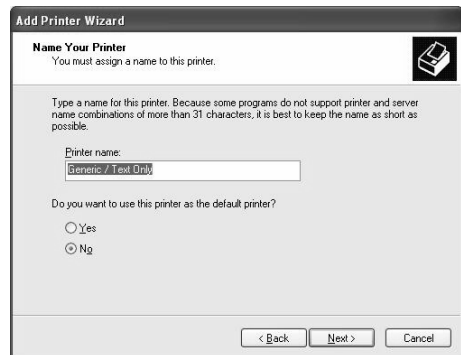 Add Printer Wizard
Name Your Printer
You must assign a name to this printer.
Type a name for this printer. Because some programs do not support printer and server
name combinations of more than 31 characters, it is best to keep the name as short as
possible.
Printer name:
Generic / Text Only
Do you want to use this printer as the default printer?
Yes
No
< Back Next > Cancel